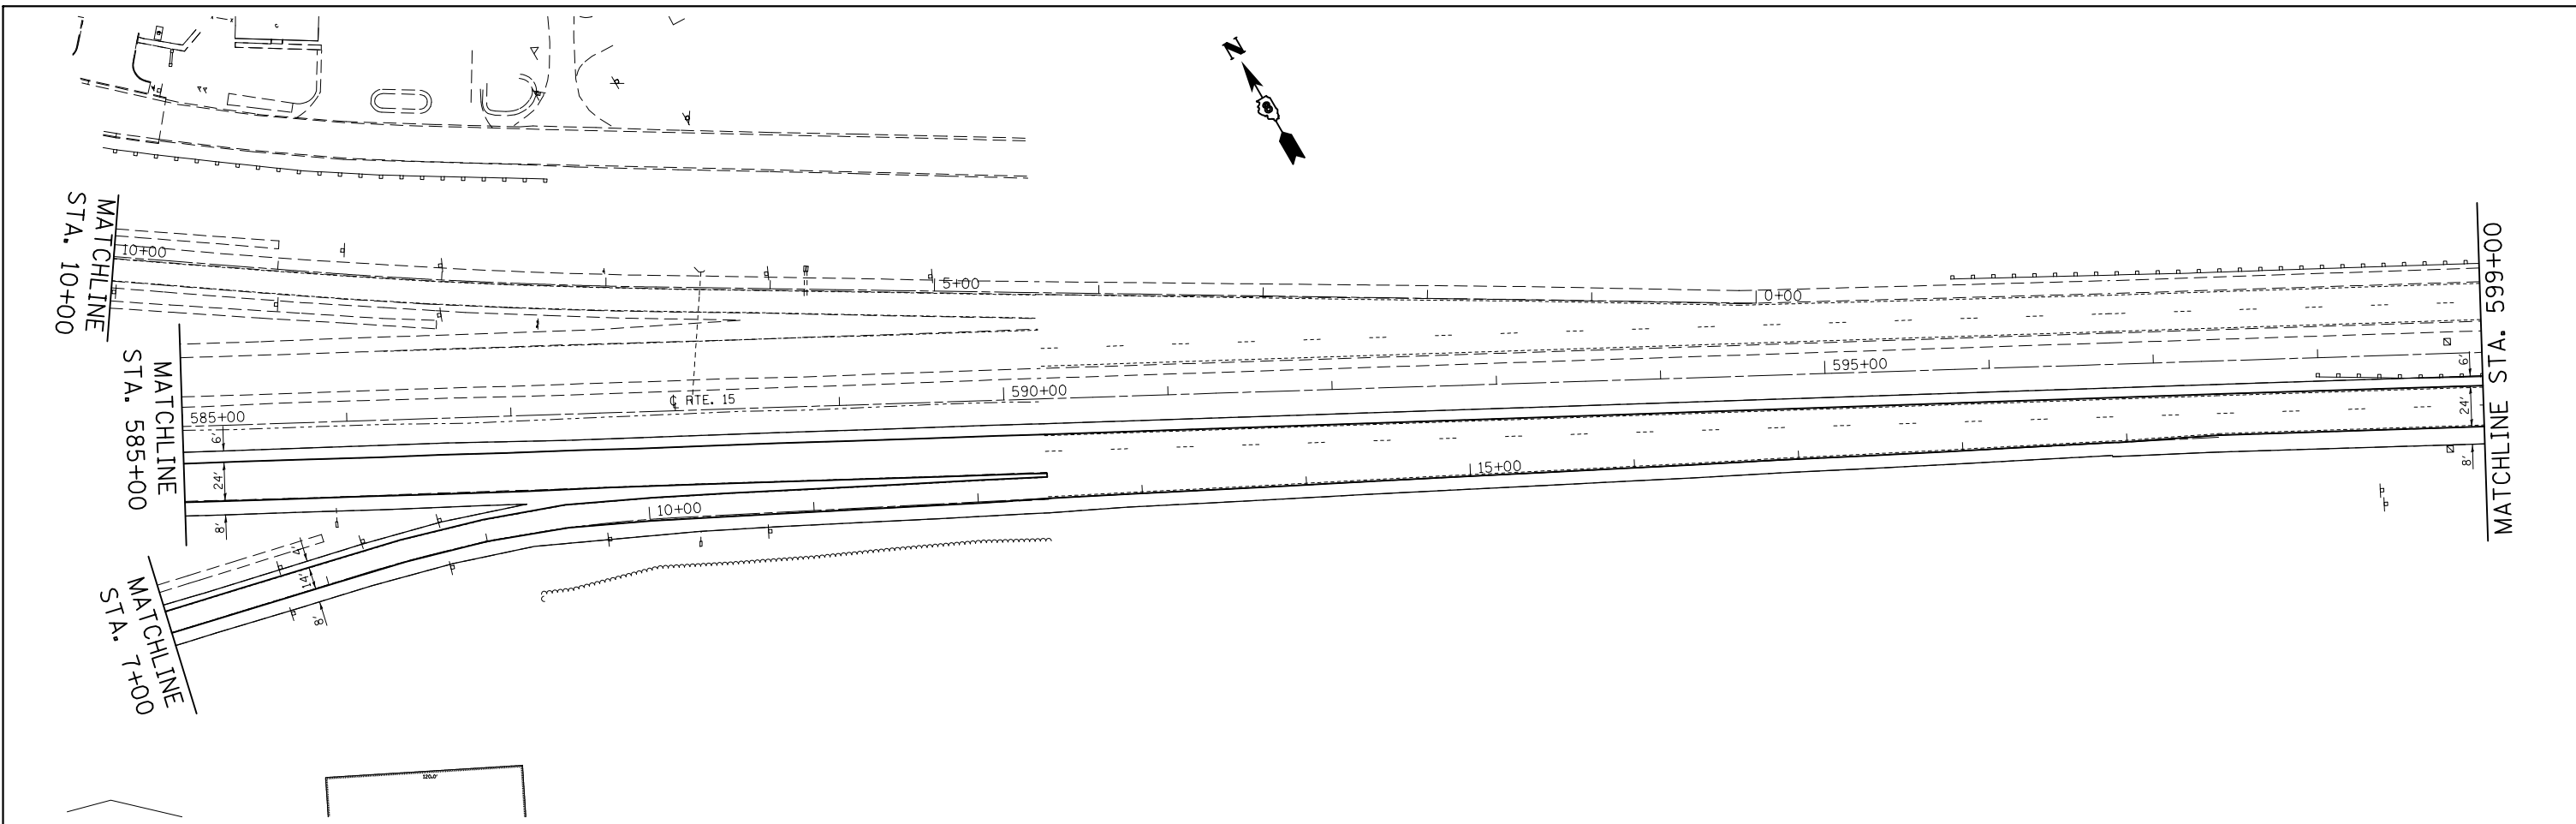 N
MATCHLINE
STA. 10+00
10+00
5+00
0+00
MATCHLINE STA. 599+00
MATCHLINE
STA. 585+00
585+00
℄ RTE. 15
590+00
595+00
6'
24'
8'
6'
24'
8'
10+00
15+00
4'
14'
8'
MATCHLINE
STA. 7+00